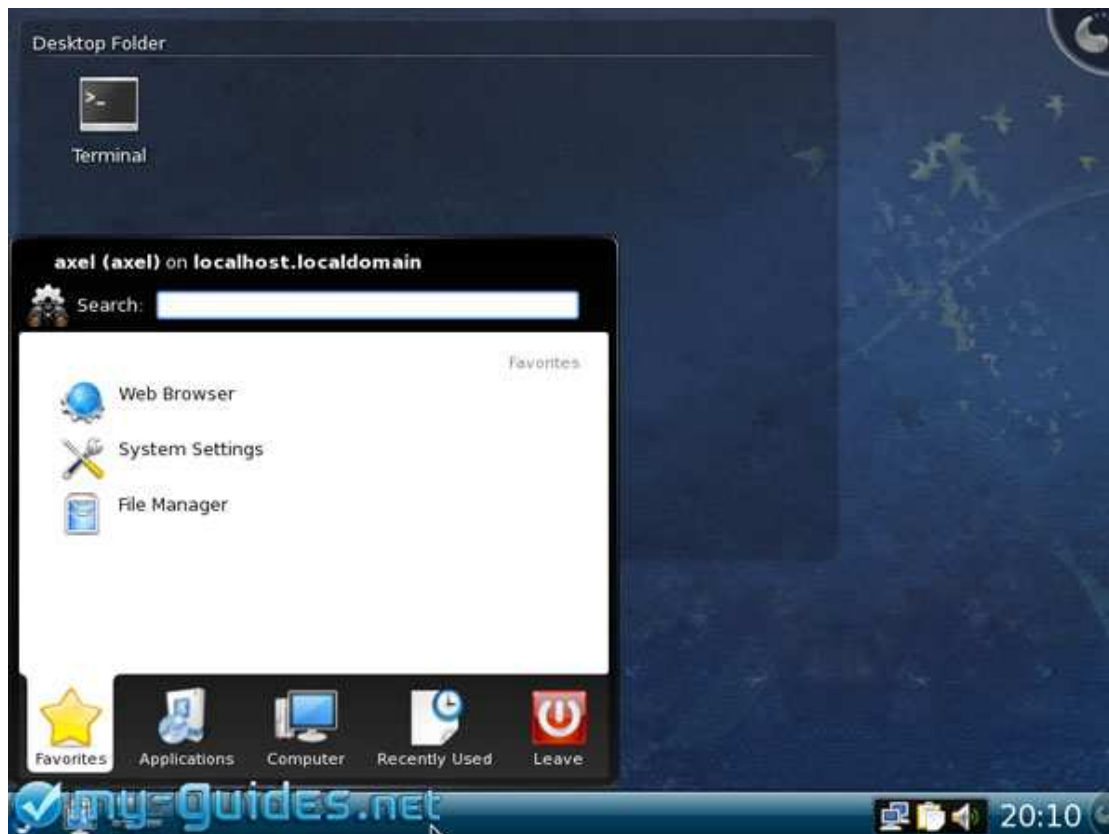 Desktop Folder
>_
Terminal
axel (axel) on localhost.localdomain
Search:
Favorites
Web Browser
System Settings
File Manager
Favorites
Applications
Computer
Recently Used
Leave
my-guides.net
20:10